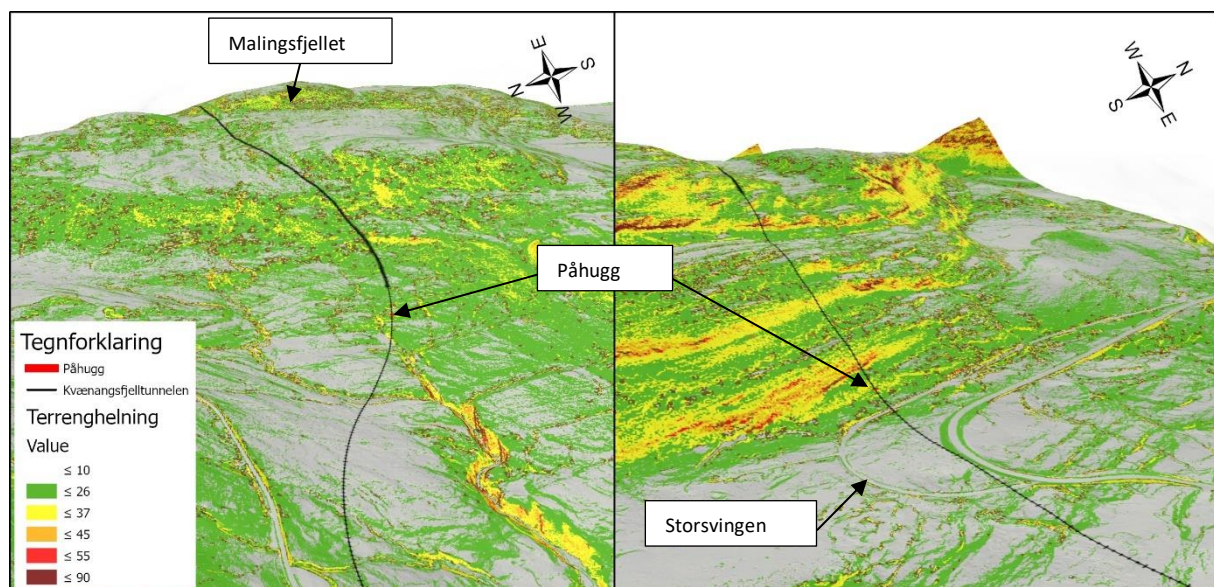 Malingsfjellet
E
S
N
W
W
N
S
E
Påhugg
Storsvingen
Tegnforklaring
Påhugg
Kvænangsfjelltunnelen
Terrenghelning
Value
≤ 10
≤ 26
≤ 37
≤ 45
≤ 55
≤ 90